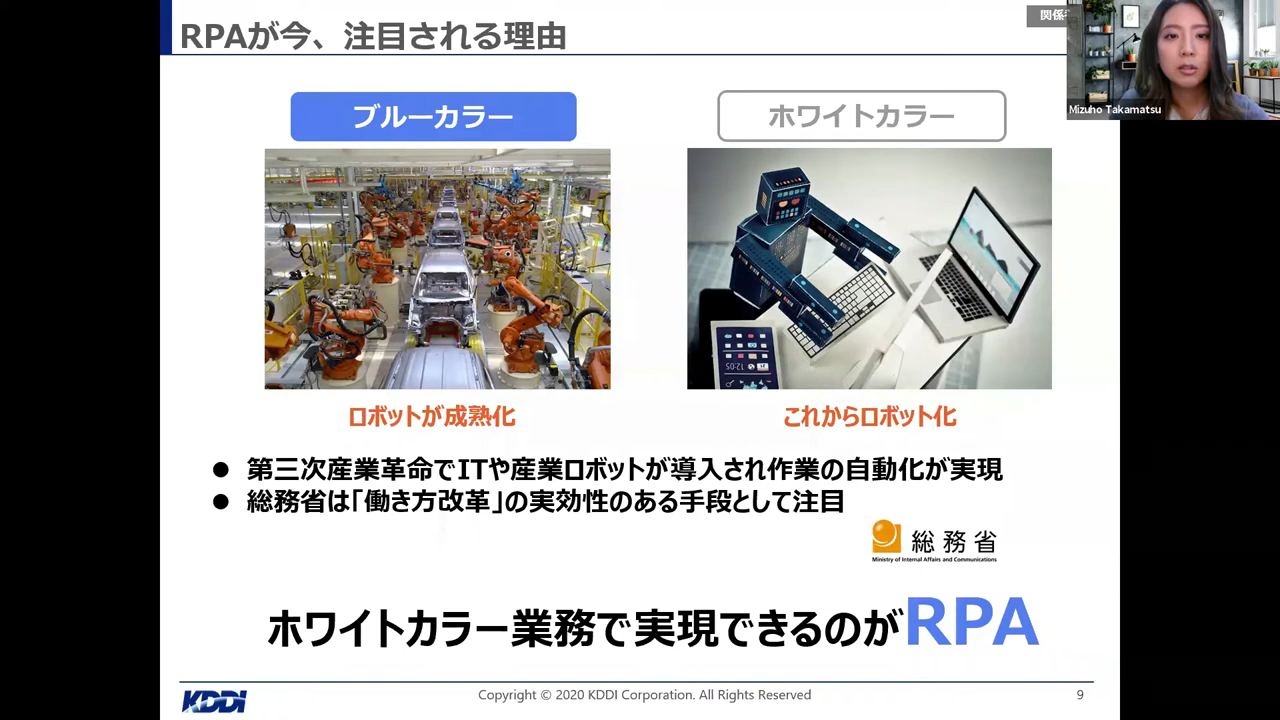 RPAが今、注目される理由
関係
Mizuho Takamatsu
ブルーカラー
ホワイトカラー
12:05
ロボットが成熟化
これからロボット化
● 第三次産業革命でITや産業ロボットが導入され作業の自動化が実現
● 総務省は「働き方改革」の実効性のある手段として注目
総務省
Ministry of Internal Affairs and Communications
ホワイトカラー業務で実現できるのがRPA
KDDI
Copyright © 2020 KDDI Corporation. All Rights Reserved
9